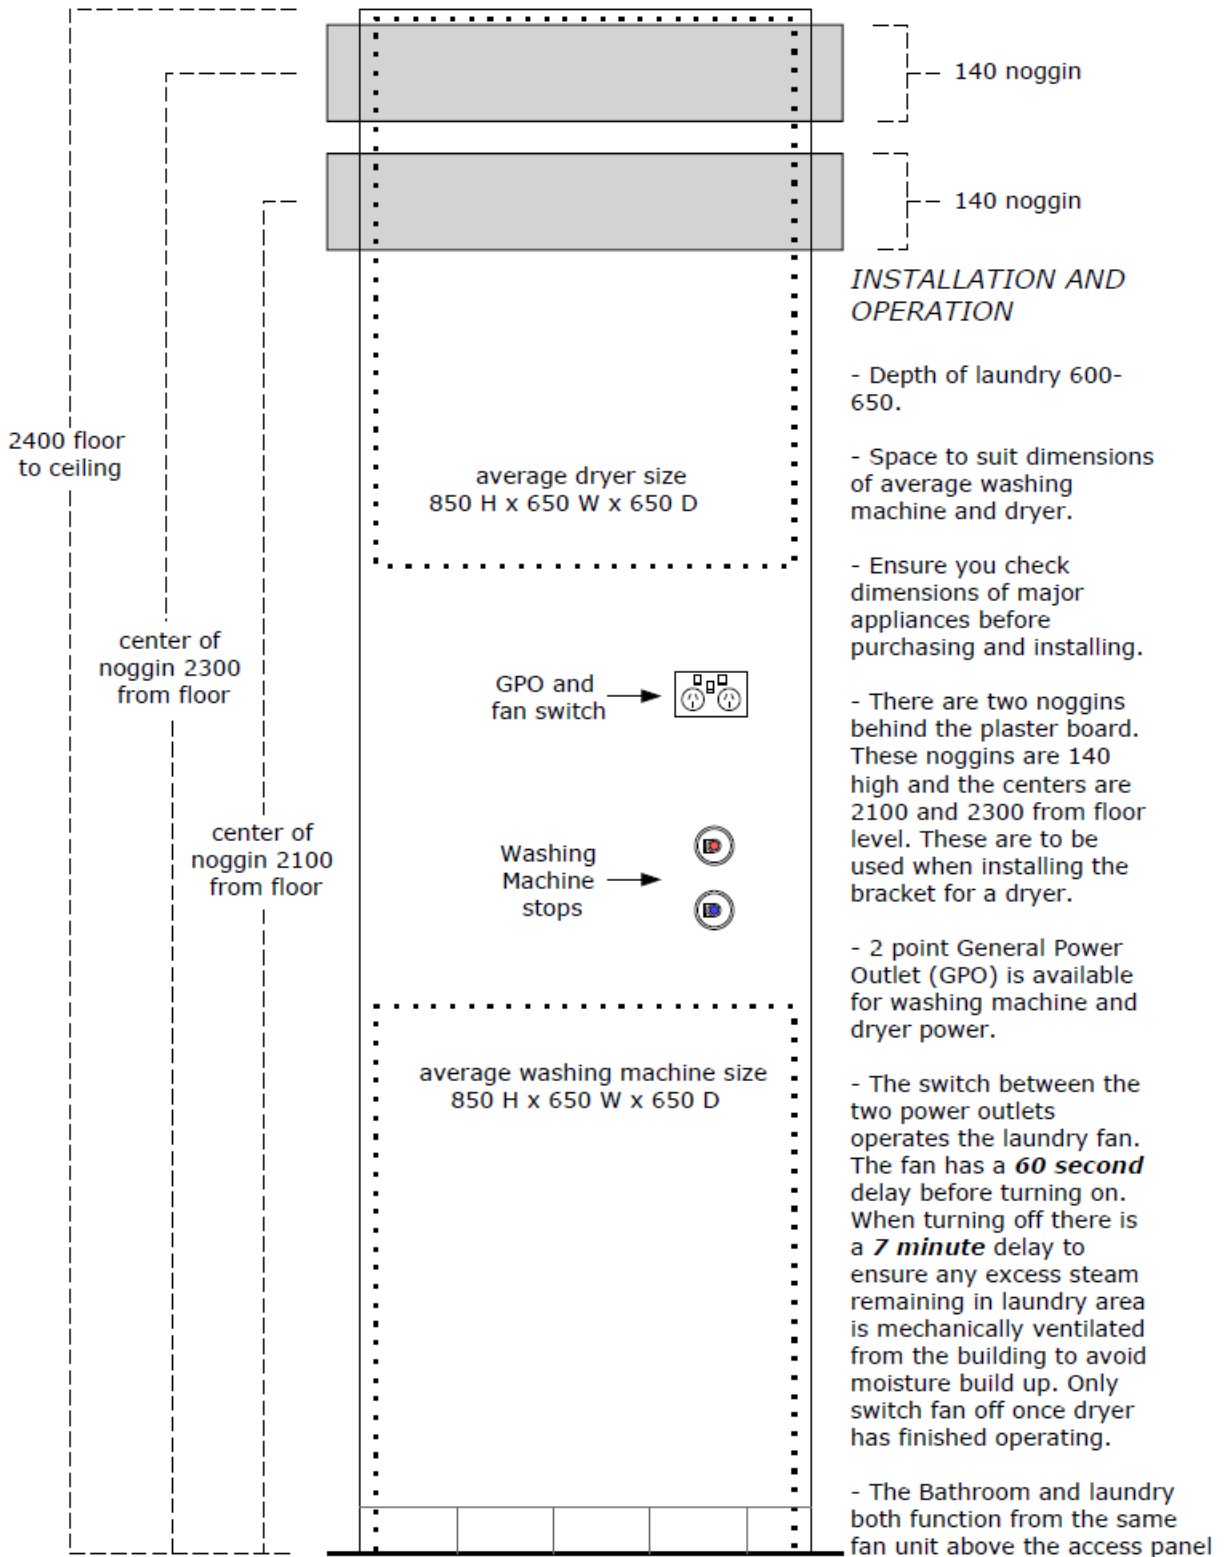 140 noggin
140 noggin
2400 floor
to ceiling
center of
noggin 2300
from floor
center of
noggin 2100
from floor
average dryer size
850 H x 650 W x 650 D
GPO and
fan switch
Washing
Machine
stops
average washing machine size
850 H x 650 W x 650 D
INSTALLATION AND
OPERATION
- Depth of laundry 600-
650.
- Space to suit dimensions
of average washing
machine and dryer.
- Ensure you check
dimensions of major
appliances before
purchasing and installing.
- There are two noggins
behind the plaster board.
These noggins are 140
high and the centers are
2100 and 2300 from floor
level. These are to be
used when installing the
bracket for a dryer.
- 2 point General Power
Outlet (GPO) is available
for washing machine and
dryer power.
- The switch between the
two power outlets
operates the laundry fan.
The fan has a 60 second
delay before turning on.
When turning off there is
a 7 minute delay to
ensure any excess steam
remaining in laundry area
is mechanically ventilated
from the building to avoid
moisture build up. Only
switch fan off once dryer
has finished operating.
- The Bathroom and laundry
both function from the same
fan unit above the access panel